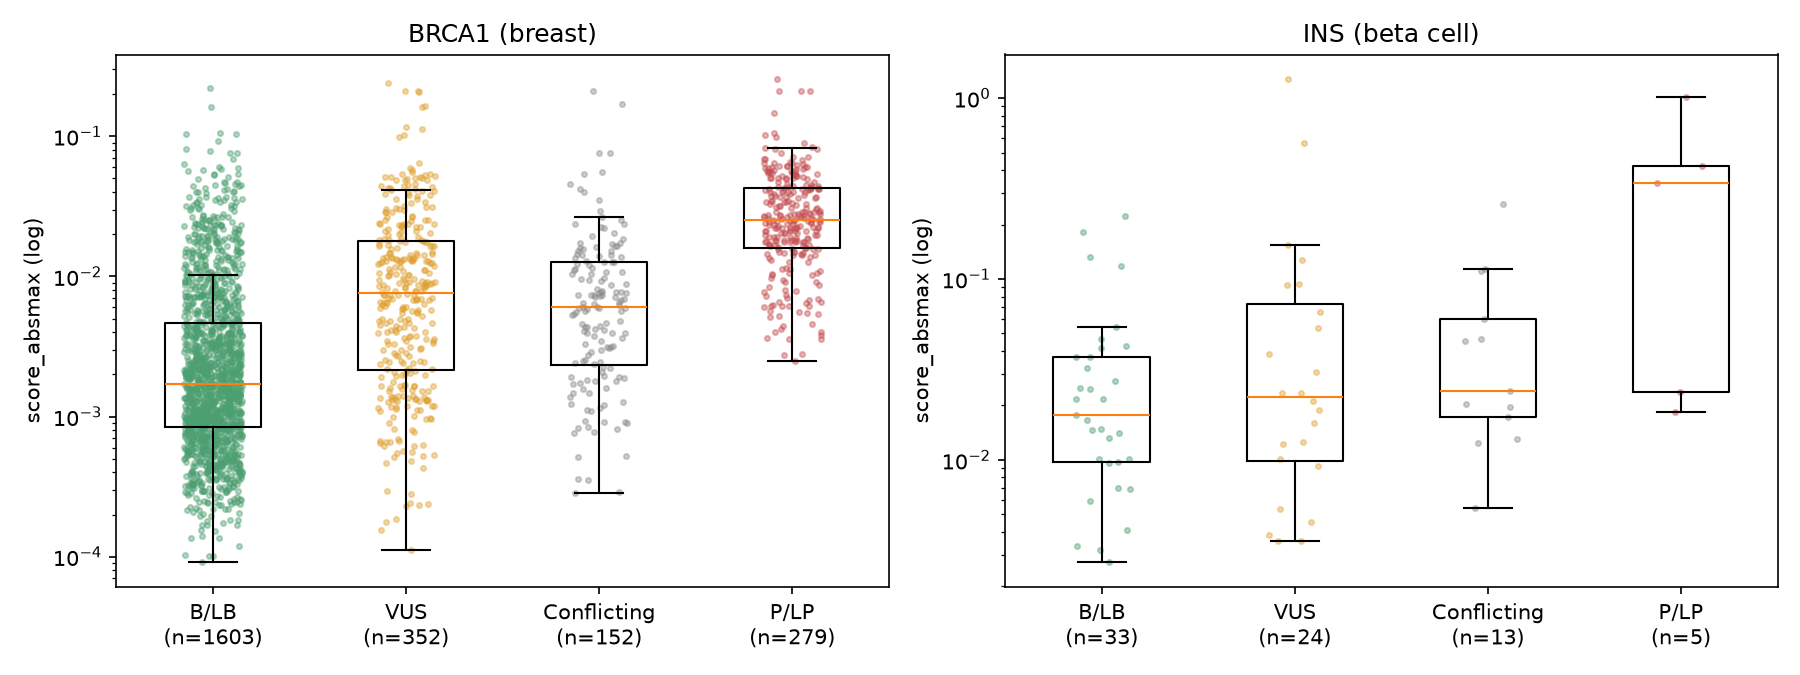 BRCA1 (breast)
score_absmax (log)
10⁻¹
10⁻²
10⁻³
10⁻⁴
B/LB
(n=1603)
VUS
(n=352)
Conflicting
(n=152)
P/LP
(n=279)
INS (beta cell)
score_absmax (log)
10⁰
10⁻¹
10⁻²
B/LB
(n=33)
VUS
(n=24)
Conflicting
(n=13)
P/LP
(n=5)